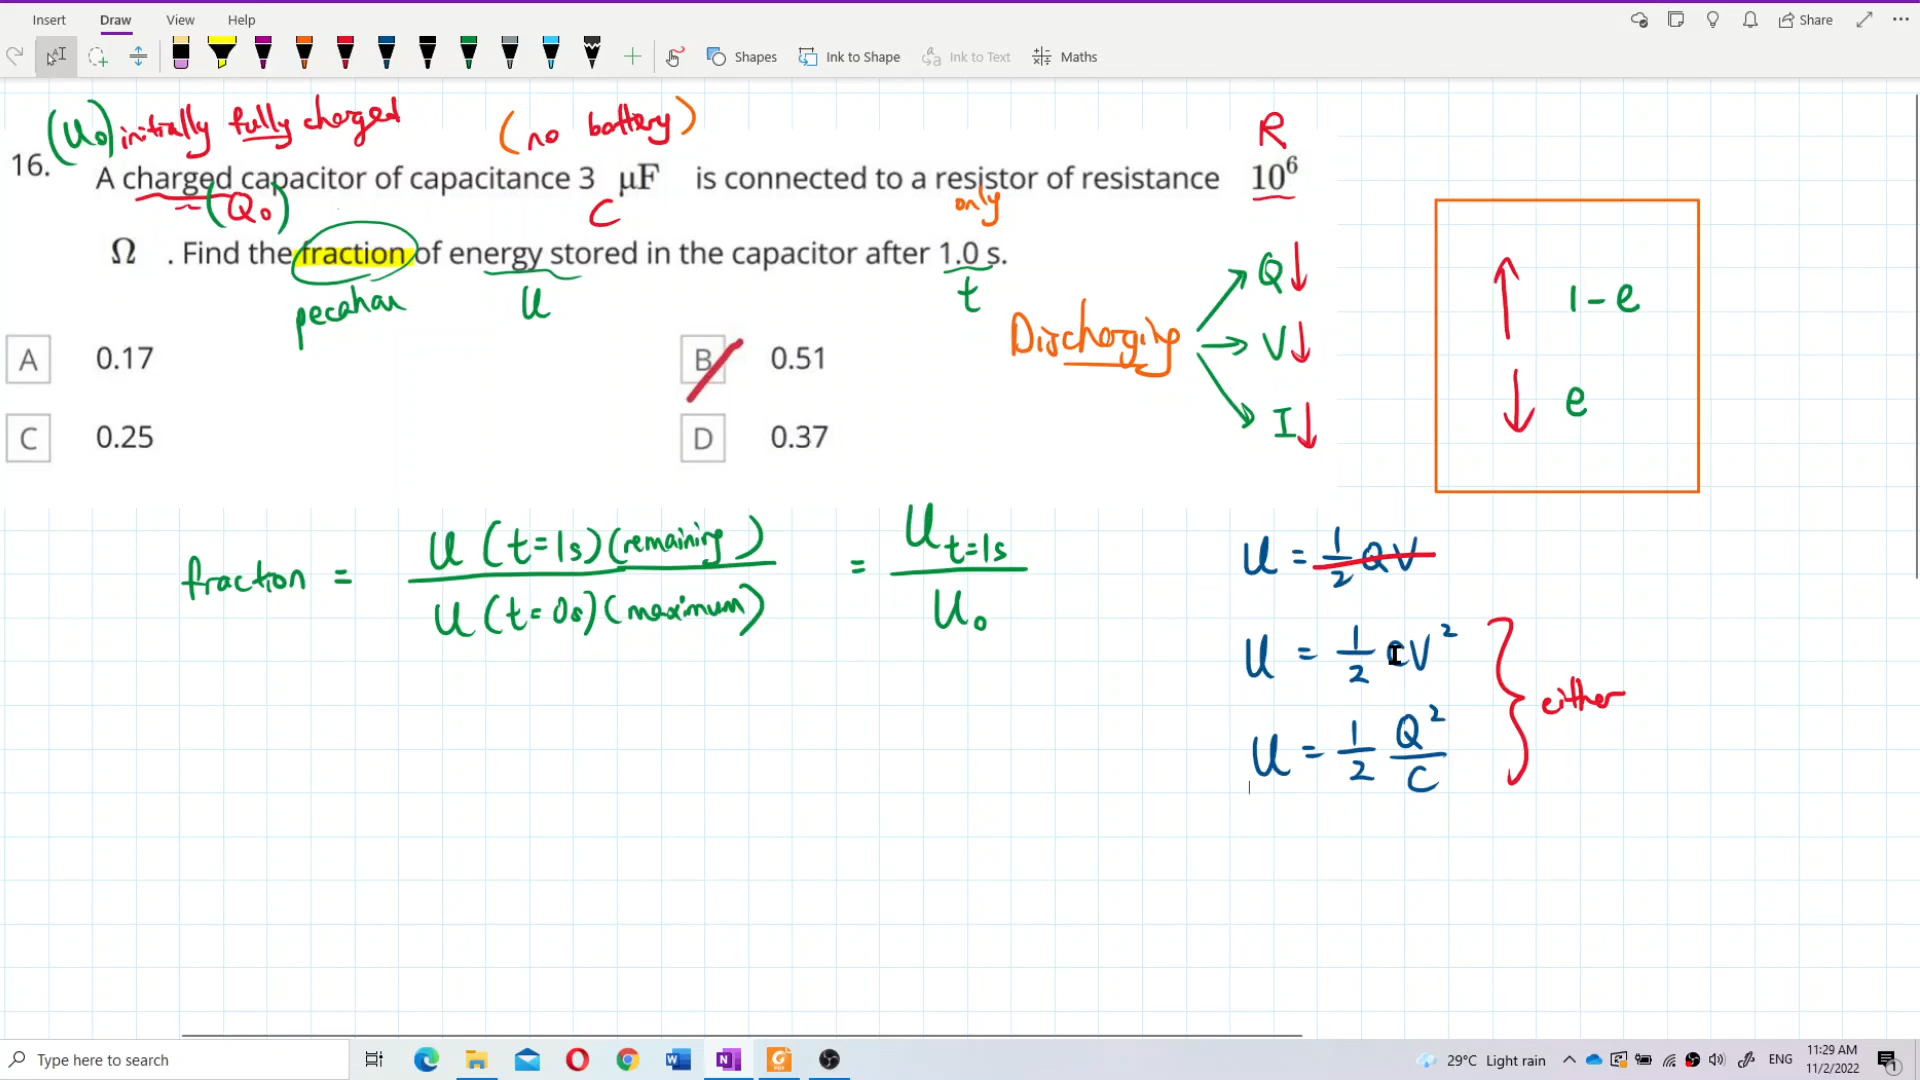 Insert Draw View Help
Share
Shapes Ink to Shape Ink to Text Maths
(U₀) initially fully charged (no battery) R
16. A charged capacitor of capacitance 3 μF is connected to a resistor of resistance 10⁶
(Q₀) C only
Ω . Find the fraction of energy stored in the capacitor after 1.0 s.
pecahan U t
Discharging Q↓ V↓ I↓
↑ 1 - e
↓ e
A 0.17
B 0.51
C 0.25
D 0.37
fraction = U (t=1s) (remaining) / U (t=0s) (maximum) = U t=1s / U₀
U = 1/2 QV
U = 1/2 CV²
U = 1/2 Q²/C
either
Type here to search
29°C Light rain
ENG
11:29 AM
11/2/2022
1